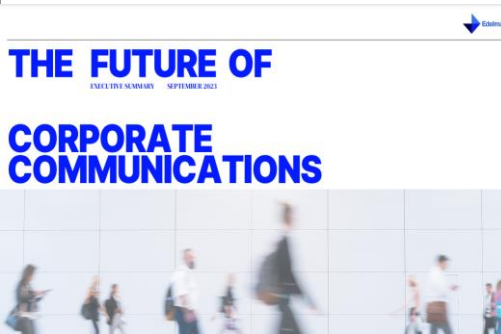 THE FUTURE OF
EXECUTIVE SUMMARY SEPTEMBER 2023
CORPORATE
COMMUNICATIONS